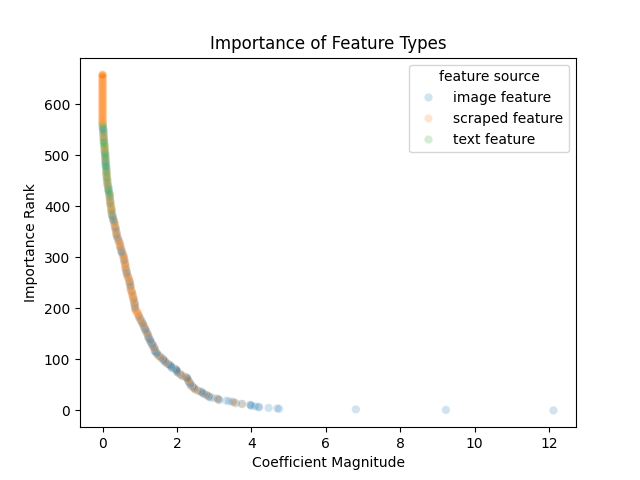 Importance of Feature Types
feature source
image feature
scraped feature
text feature
Importance Rank
600
500
400
300
200
100
0
0 2 4 6 8 10 12
Coefficient Magnitude